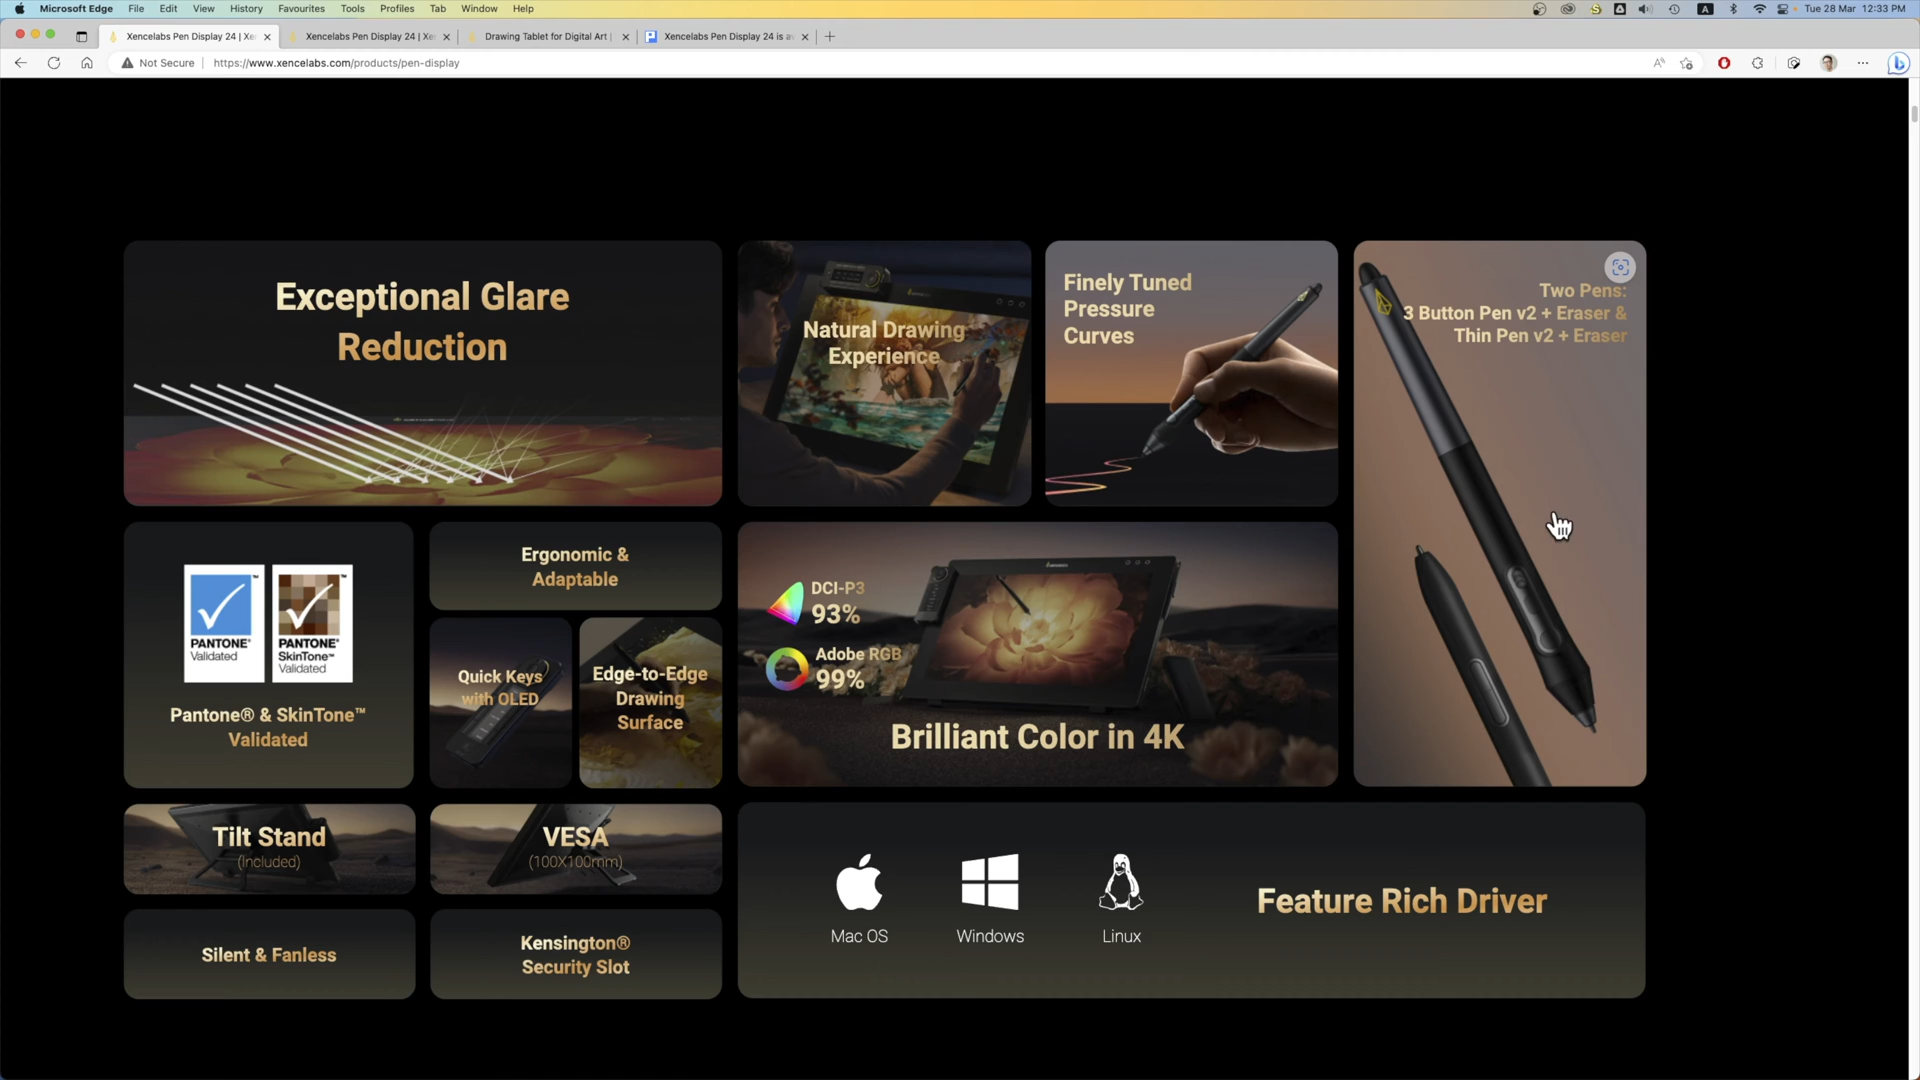 Microsoft Edge File Edit View History Favourites Tools Profiles Tab Window Help
A Tue 28 Mar 12:33 PM
Xencelabs Pen Display 24 | Xe
Xencelabs Pen Display 24 | Xe
Drawing Tablet for Digital Art |
Xencelabs Pen Display 24 is a
Not Secure
https://www.xencelabs.com/products/pen-display
Exceptional Glare
Reduction
Natural Drawing
Experience
Finely Tuned
Pressure
Curves
Two Pens:
3 Button Pen v2 + Eraser &
Thin Pen v2 + Eraser
PANTONE®
Validated
PANTONE®
SkinTone™
Validated
Pantone® & SkinTone™
Validated
Ergonomic &
Adaptable
Quick Keys
with OLED
Edge-to-Edge
Drawing
Surface
DCI-P3
93%
Adobe RGB
99%
Brilliant Color in 4K
Tilt Stand
(Included)
VESA
(100X100mm)
Silent & Fanless
Kensington®
Security Slot
Mac OS
Windows
Linux
Feature Rich Driver